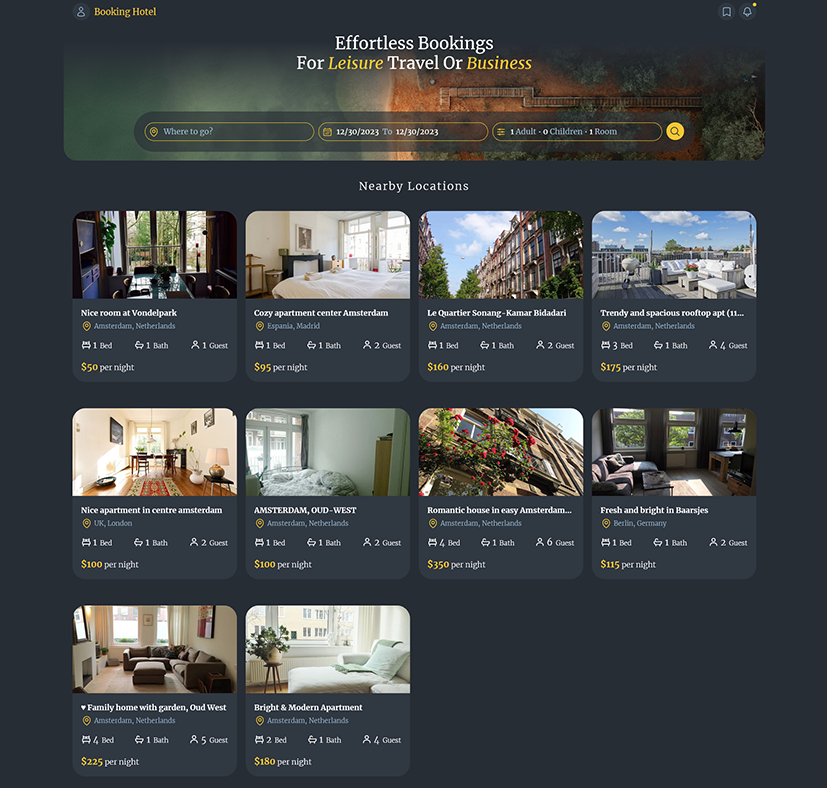 Booking Hotel
Effortless Bookings
For Leisure Travel Or Business
Where to go?
12/30/2023 To 12/30/2023
1 Adult · 0 Children · 1 Room
Nearby Locations
Nice room at Vondelpark
Amsterdam, Netherlands
1 Bed 1 Bath 1 Guest
$50 per night
Cozy apartment center Amsterdam
Espania, Madrid
1 Bed 1 Bath 2 Guest
$95 per night
Le Quartier Sonang-Kamar Bidadari
Amsterdam, Netherlands
1 Bed 1 Bath 2 Guest
$160 per night
Trendy and spacious rooftop apt (11...
Amsterdam, Netherlands
3 Bed 1 Bath 4 Guest
$175 per night
Nice apartment in centre amsterdam
UK, London
1 Bed 1 Bath 2 Guest
$100 per night
AMSTERDAM, OUD-WEST
Amsterdam, Netherlands
1 Bed 1 Bath 2 Guest
$100 per night
Romantic house in easy Amsterdam...
Amsterdam, Netherlands
4 Bed 1 Bath 6 Guest
$350 per night
Fresh and bright in Baarsjes
Berlin, Germany
1 Bed 1 Bath 2 Guest
$115 per night
♥ Family home with garden, Oud West
Amsterdam, Netherlands
4 Bed 1 Bath 5 Guest
$225 per night
Bright & Modern Apartment
Amsterdam, Netherlands
2 Bed 1 Bath 4 Guest
$180 per night